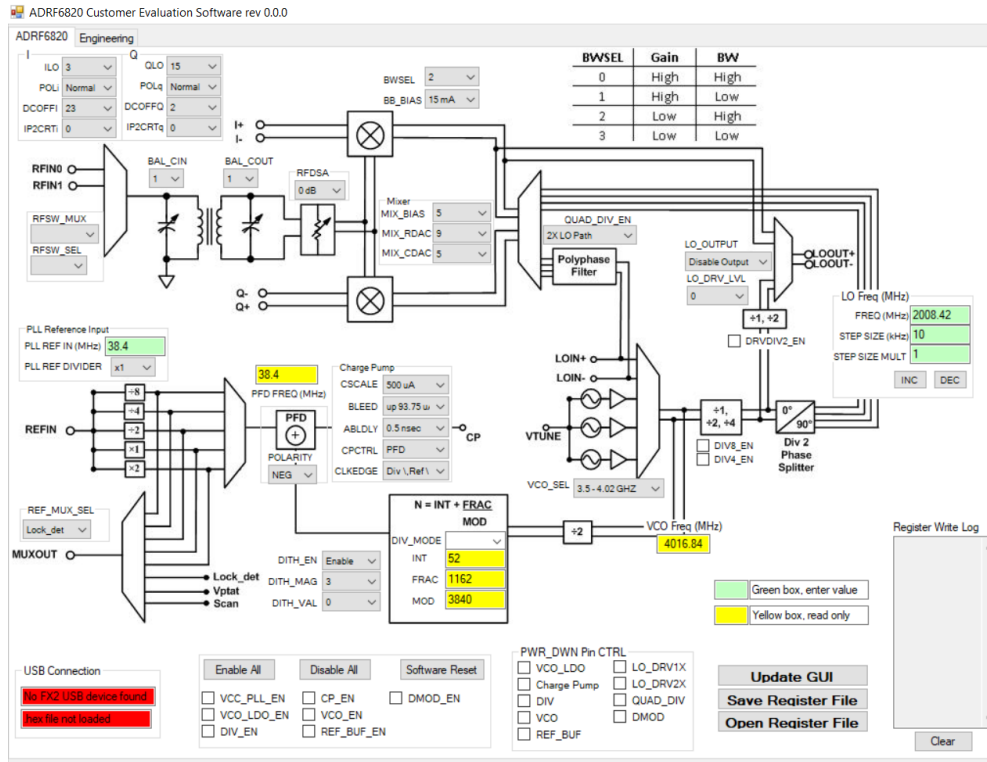 ADRF6820 Customer Evaluation Software rev 0.0.0
ADRF6820 Engineering
I Q
ILO 3 QLO 15
POLi Normal POLq Normal
DCOFFI 23 DCOFFQ 2
IP2CRTi 0 IP2CRTq 0
BWSEL 2
BB_BIAS 15 mA
BWSEL Gain BW
0 High High
1 High Low
2 Low High
3 Low Low
I+
I-
RFIN0
RFIN1
BAL_CIN BAL_COUT
1 1
RFDSA
0 dB
RFSW_MUX
RFSW_SEL
Mixer
MIX_BIAS 5
MIX_RDAC 9
MIX_CDAC 5
QUAD_DIV_EN
2X LO Path
Polyphase
Filter
LO_OUTPUT
Disable Output
LO_DRV_LVL
0
LOOUT+
LOOUT-
÷1, ÷2
DRVDIV2_EN
LO Freq (MHz)
FREQ (MHz) 2008.42
STEP SIZE (kHz) 10
STEP SIZE MULT 1
INC DEC
Q-
Q+
PLL Reference Input
PLL REF IN (MHz) 38.4
PLL REF DIVIDER x1
38.4
PFD FREQ (MHz)
Charge Pump
CSCALE 500 uA
BLEED up 93.75 u
ABLDLY 0.5 nsec
CPCTRL PFD
CLKEDGE Div \,Ref \
CP
PFD
+
POLARITY
NEG
REFIN
÷8
÷4
÷2
×1
×2
LOIN+
LOIN-
VTUNE
VCO_SEL 3.5 - 4.02 GHZ
÷1,
÷2, ÷4
DIV8_EN
DIV4_EN
0°
90°
Div 2
Phase
Splitter
REF_MUX_SEL
Lock_det
MUXOUT
Lock_det
Vptat
Scan
DITH_EN Enable
DITH_MAG 3
DITH_VAL 0
N = INT + FRAC
MOD
DIV_MODE
INT 52
FRAC 1162
MOD 3840
÷2
VCO Freq (MHz)
4016.84
Register Write Log
Green box, enter value
Yellow box, read only
USB Connection
No FX2 USB device found
.hex file not loaded
Enable All Disable All Software Reset
VCC_PLL_EN CP_EN DMOD_EN
VCO_LDO_EN VCO_EN
DIV_EN REF_BUF_EN
PWR_DWN Pin CTRL
VCO_LDO LO_DRV1X
Charge Pump LO_DRV2X
DIV QUAD_DIV
VCO DMOD
REF_BUF
Update GUI
Save Register File
Open Register File
Clear